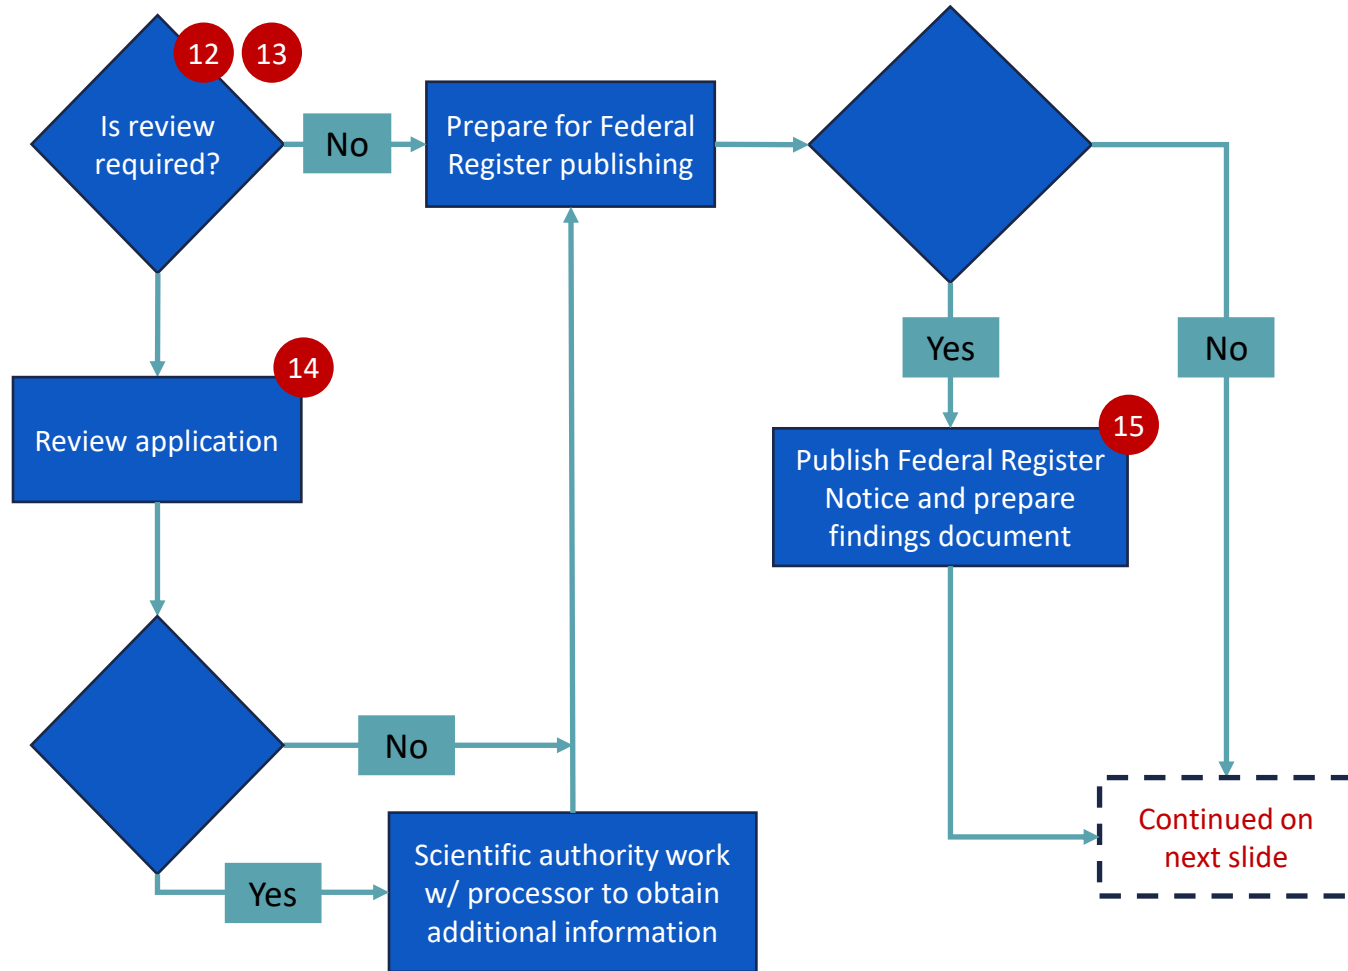 12
13
Is review
required?
No
Prepare for Federal
Register publishing
14
Review application
Yes
No
15
Publish Federal Register
Notice and prepare
findings document
No
Yes
Scientific authority work
w/ processor to obtain
additional information
Continued on
next slide